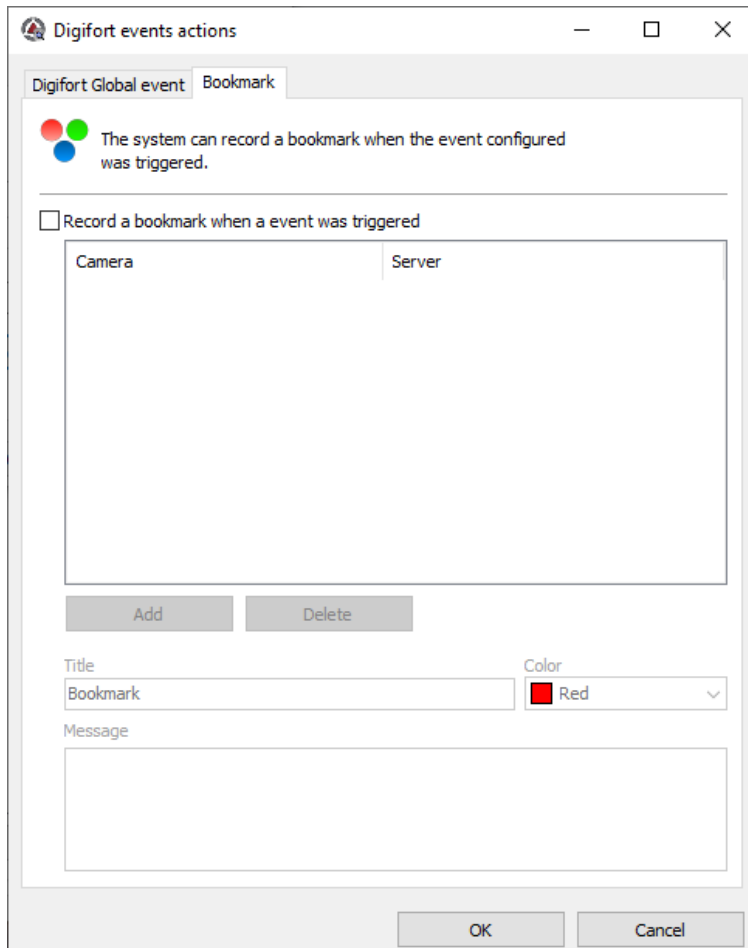 Digifort events actions
Digifort Global event Bookmark
The system can record a bookmark when the event configured
was triggered.
Record a bookmark when a event was triggered
Camera Server
Add Delete
Title Color
Bookmark Red
Message
OK Cancel